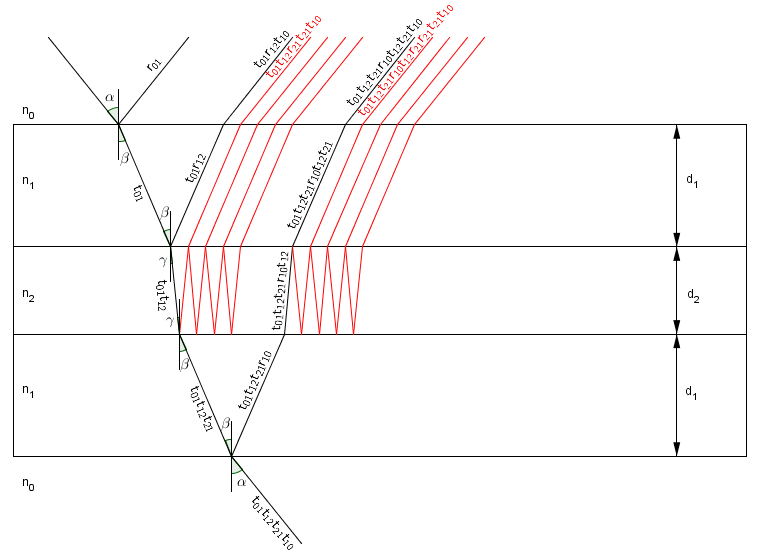 t₀₁r₁₂t₁₀
t₀₁t₁₂r₂₁t₂₁t₁₀
t₀₁t₁₂t₂₁r₁₀t₁₂t₂₁t₁₀
t₀₁t₁₂t₂₁r₁₀t₁₂r₂₁r₂₁t₂₁t₁₀
r₀₁
α
n₀
β
n₁
t₀₁
t₀₁r₁₂
t₀₁t₁₂t₂₁r₁₀t₁₂t₂₁
d₁
β
γ
n₂
t₀₁t₁₂
t₀₁t₁₂t₂₁r₁₀t₁₂
d₂
γ
β
n₁
t₀₁t₁₂t₂₁
t₀₁t₁₂t₂₁r₁₀
d₁
β
n₀
α
t₀₁t₁₂t₂₁t₁₀